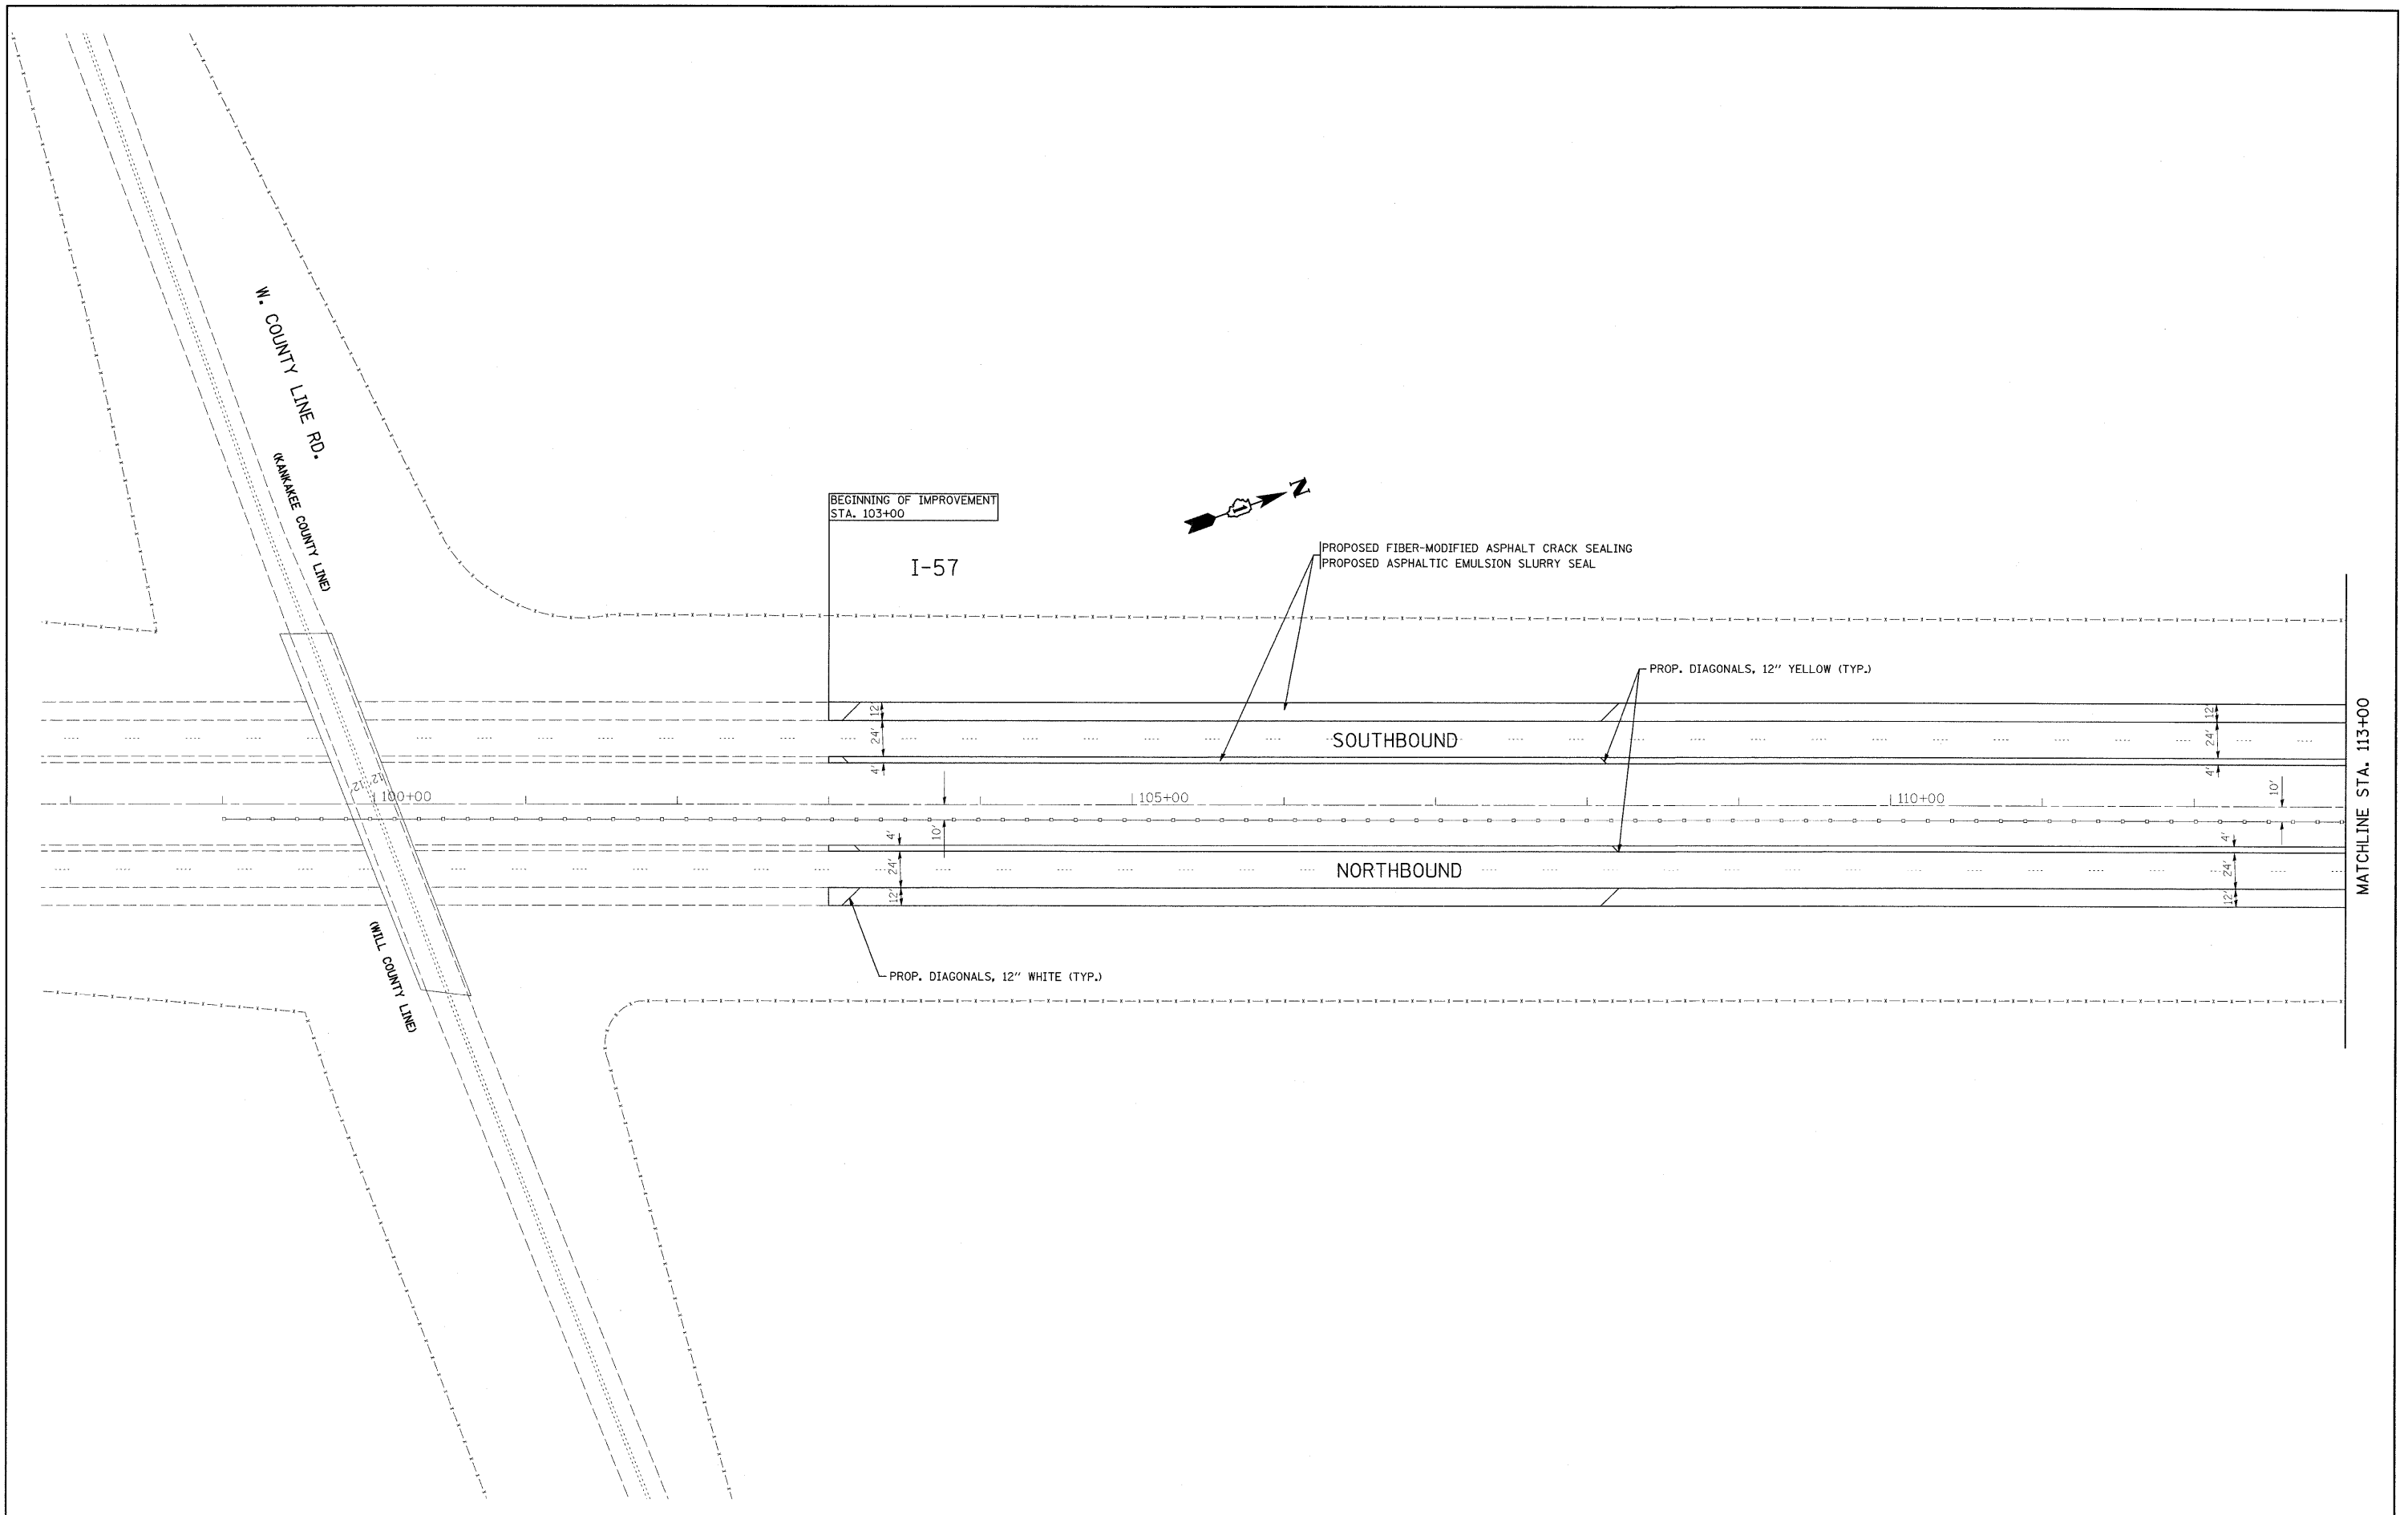 W. COUNTY LINE RD.
(KANKAKEE COUNTY LINE)
BEGINNING OF IMPROVEMENT
STA. 103+00
I-57
N
1
PROPOSED FIBER-MODIFIED ASPHALT CRACK SEALING
PROPOSED ASPHALTIC EMULSION SLURRY SEAL
PROP. DIAGONALS, 12" YELLOW (TYP.)
12'
24'
4'
SOUTHBOUND
12'
24'
4'
12'
12'
100+00
105+00
110+00
10'
10'
4'
24'
12'
NORTHBOUND
4'
24'
12'
MATCHLINE STA. 113+00
(WILL COUNTY LINE)
PROP. DIAGONALS, 12" WHITE (TYP.)